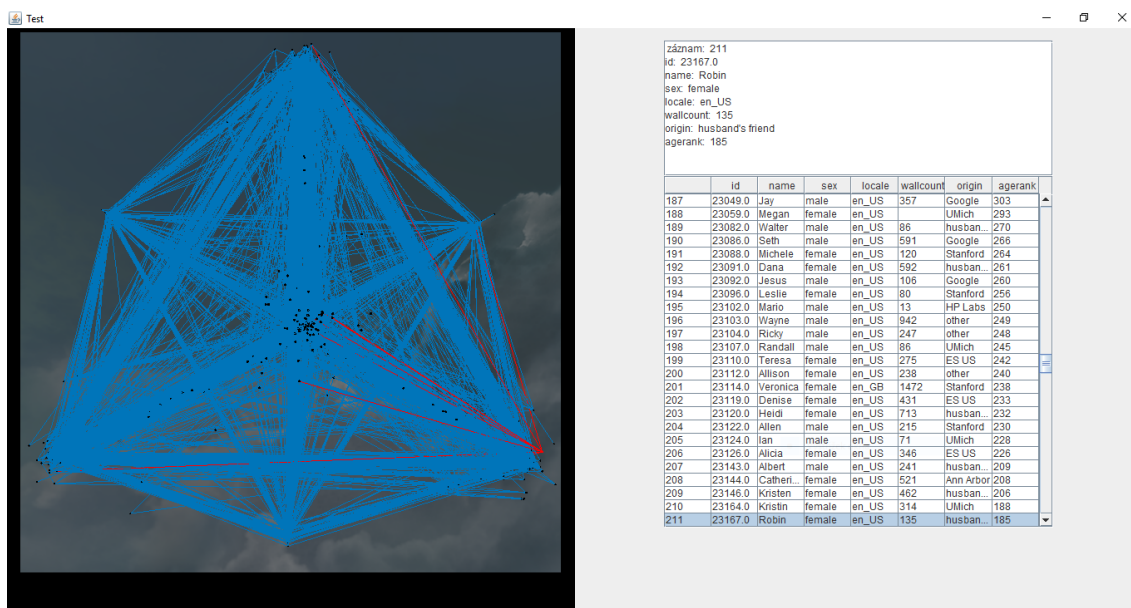 Test
záznam: 211
id: 23167.0
name: Robin
sex: female
locale: en_US
wallcount: 135
origin: husband's friend
agerank: 185
id name sex locale wallcount origin agerank
187 23049.0 Jay male en_US 357 Google 303
188 23059.0 Megan female en_US UMich 293
189 23082.0 Walter male en_US 86 husban... 270
190 23086.0 Seth male en_US 591 Google 266
191 23088.0 Michele female en_US 120 Stanford 264
192 23091.0 Dana female en_US 592 husban... 261
193 23092.0 Jesus male en_US 106 Google 260
194 23096.0 Leslie female en_US 80 Stanford 256
195 23102.0 Mario male en_US 13 HP Labs 250
196 23103.0 Wayne male en_US 942 other 249
197 23104.0 Ricky male en_US 247 other 248
198 23107.0 Randall male en_US 86 UMich 245
199 23110.0 Teresa female en_US 275 ES US 242
200 23112.0 Allison female en_US 238 other 240
201 23114.0 Veronica female en_GB 1472 Stanford 238
202 23119.0 Denise female en_US 431 ES US 233
203 23120.0 Heidi female en_US 713 husban... 232
204 23122.0 Allen male en_US 215 Stanford 230
205 23124.0 Ian male en_US 71 UMich 228
206 23126.0 Alicia female en_US 346 ES US 226
207 23143.0 Albert male en_US 241 husban... 209
208 23144.0 Catheri... female en_US 521 Ann Arbor 208
209 23146.0 Kristen female en_US 462 husban... 206
210 23164.0 Kristin female en_US 314 UMich 188
211 23167.0 Robin female en_US 135 husban... 185